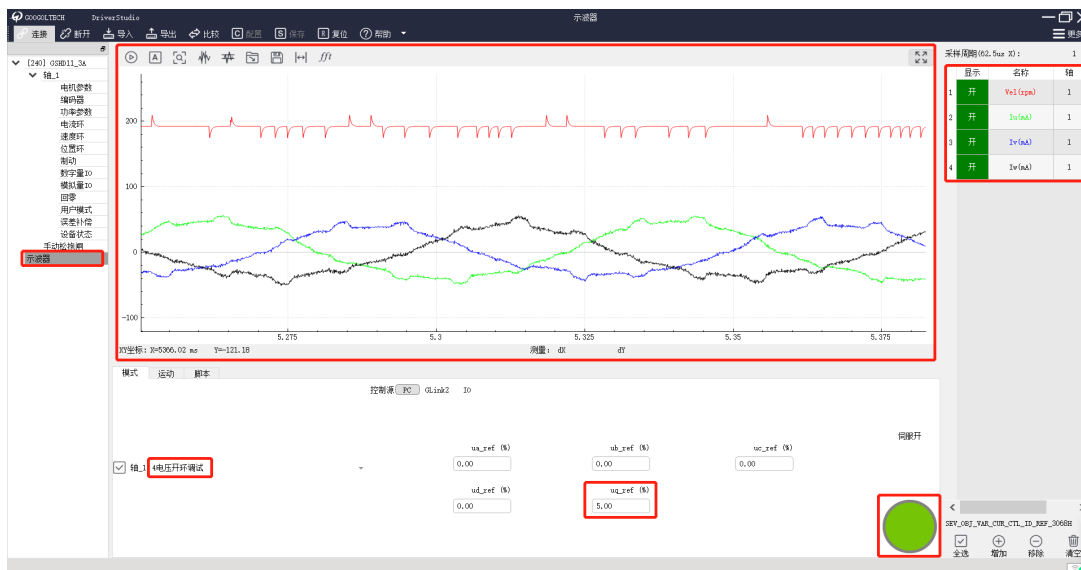 GOOGOLTECH DriverStudio 示波器
连接 断开 导入 导出 比较 C 配置 S 保存 R 复位 帮助 更多
[240] GSHD11_3A
轴_1
电机参数
编码器
功率参数
电流环
速度环
位置环
制动
数字量IO
模拟量IO
回零
用户模式
误差补偿
设备状态
手动松抱闸
示波器
A fft
200
100
0
-100
5.275 5.3 5.325 5.35 5.375
XY坐标: X=5366.02 ms Y=-121.18 测量: dX dY
采样周期(62.5us X): 1
显示 名称 轴
1 开 Vel(rpm) 1
2 开 Iu(mA) 1
3 开 Iv(mA) 1
4 开 Iw(mA) 1
模式 运动 脚本
控制源 PC GLink2 IO
伺服开
ua_ref (%) ub_ref (%) uc_ref (%)
轴_1 4电压开环调试 0.00 0.00 0.00
ud_ref (%) uq_ref (%)
0.00 5.00
SEV_OBJ_VAR_CUR_CTL_ID_REF_306BH
全选 增加 移除 清空